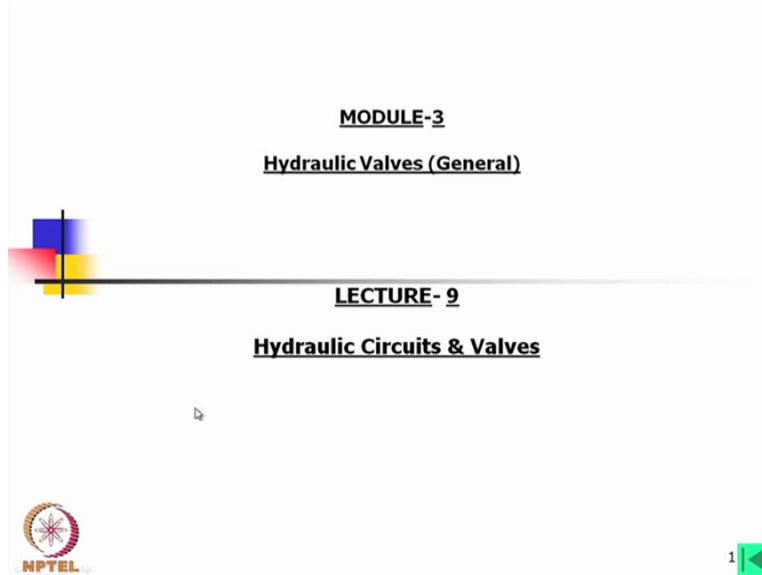 MODULE-3
Hydraulic Valves (General)
LECTURE- 9
Hydraulic Circuits & Valves
NPTEL
1